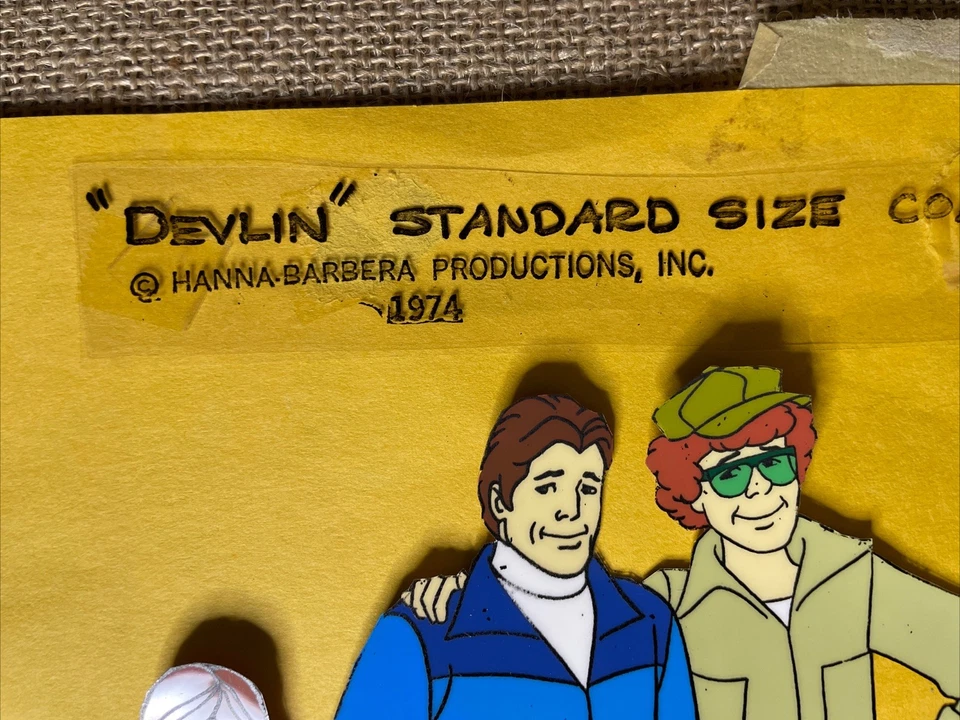 "DEVLIN" STANDARD SIZE
© HANNA-BARBERA PRODUCTIONS, INC.
1974